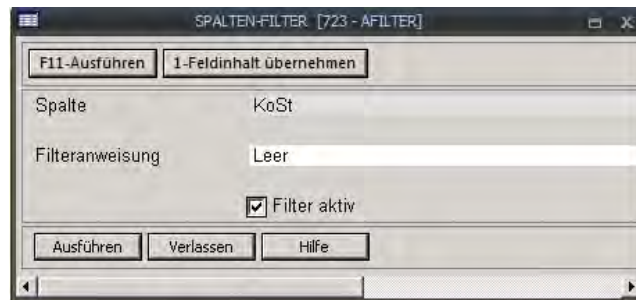 SPALTEN-FILTER [723 - AFILTER]
F11-Ausführen 1-Feldinhalt übernehmen
Spalte KoSt
Filteranweisung Leer
Filter aktiv
Ausführen Verlassen Hilfe